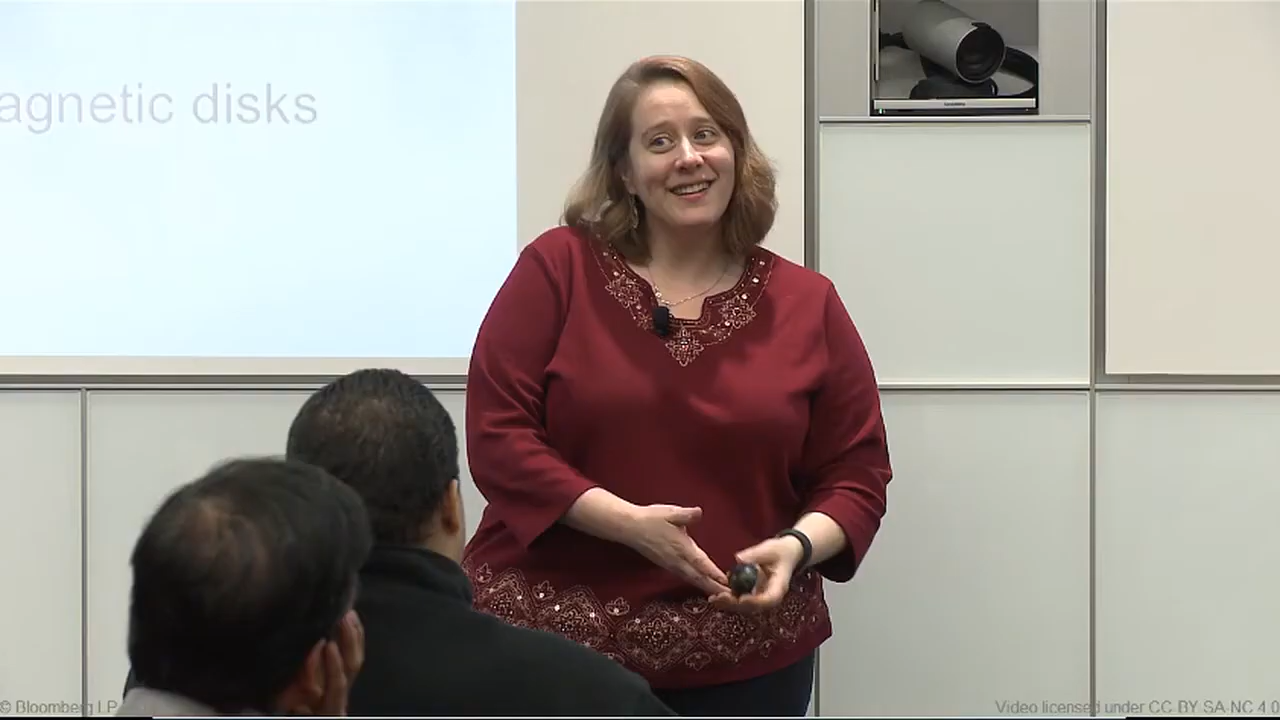 agnetic disks
© Bloomberg L.P.
Video licensed under CC BY SA-NC 4.0